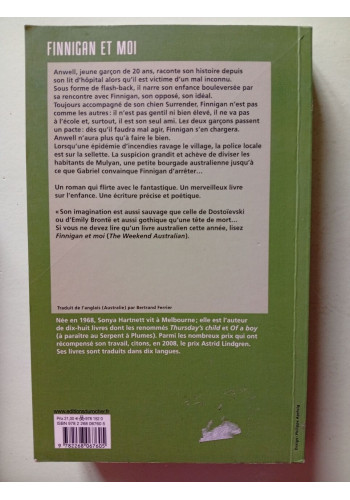 FINNIGAN ET MOI
Anwell, jeune garçon de 20 ans, raconte son histoire depuis
son lit d'hôpital alors qu'il est victime d'un mal inconnu.
Sous forme de flash-back, il narre son enfance bouleversée par
sa rencontre avec Finnigan, son opposé, son idéal.
Toujours accompagné de son chien Surrender, Finnigan n'est pas
comme les autres : il n'est pas gentil ni bien élevé, il ne va pas
à l'école et, surtout, il est son seul ami. Les deux garçons passent
un pacte: dès qu'il faudra mal agir, Finnigan s'en chargera.
Anwell n'aura plus qu'à faire le bien.
Lorsqu'une épidémie d'incendies ravage le village, la police locale
est sur la sellette. La suspicion grandit et achève de diviser les
habitants de Mulyan, une petite bourgade australienne jusqu'à
ce que Gabriel convainque Finnigan d'arrêter...
Un roman qui flirte avec le fantastique. Un merveilleux livre
sur l'enfance. Une écriture précise et poétique.
« Son imagination est aussi sauvage que celle de Dostoïevski
ou d'Emily Brontë et aussi gothique qu'une tête de mort...
Si vous ne devez lire qu'un livre australien cette année, lisez
Finnigan et moi (The Weekend Australian).
Traduit de l'anglais (Australie) par Bertrand Ferrier
Née en 1968, Sonya Hartnett vit à Melbourne ; elle est l'auteur
de dix-huit livres dont les renommés Thursday's child et Of a boy
(à paraître au Serpent à Plumes). Parmi les nombreux prix qui ont
récompensé son travail, citons, en 2008, le prix Astrid Lindgren.
Ses livres sont traduits dans dix langues.
ISBN 978 2 268 06760 5
9782268067605